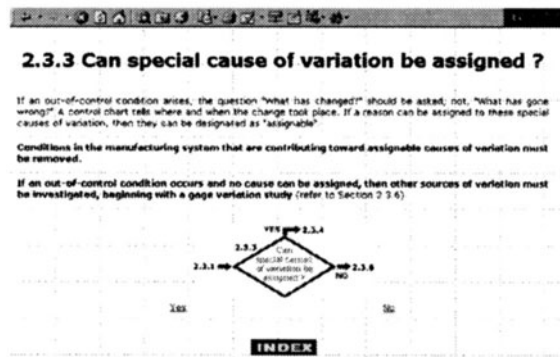 2.3.3 Can special cause of variation be assigned ?
If an out-of-control condition arises, the question "What has changed?" should be asked; not, "What has gone
wrong?" A control chart tells where and when the change took place. If a reason can be assigned to these special
causes of variation, then they can be designated as "assignable"
Conditions in the manufacturing system that are contributing toward assignable causes of variation must
be removed.
If an out-of-control condition occurs and no cause can be assigned, then other sources of variation must
be investigated, beginning with a gage variation study (refer to Section 2 3 6)
YES 2.3.4
2.3.3
Can
special causes
of variation be
assigned ?
2.3.1
2.3.6
NO
Yes
No
INDEX